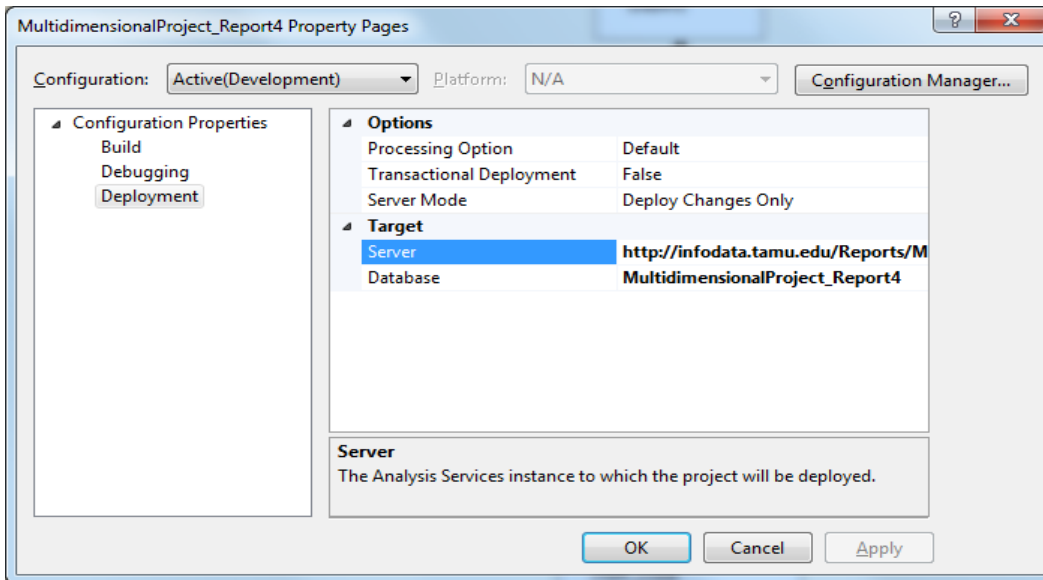 MultidimensionalProject_Report4 Property Pages
Configuration: Active(Development) Platform: N/A Configuration Manager...
Configuration Properties
Build
Debugging
Deployment
Options
Processing Option Default
Transactional Deployment False
Server Mode Deploy Changes Only
Target
Server http://infodata.tamu.edu/Reports/M
Database MultidimensionalProject_Report4
Server
The Analysis Services instance to which the project will be deployed.
OK Cancel Apply